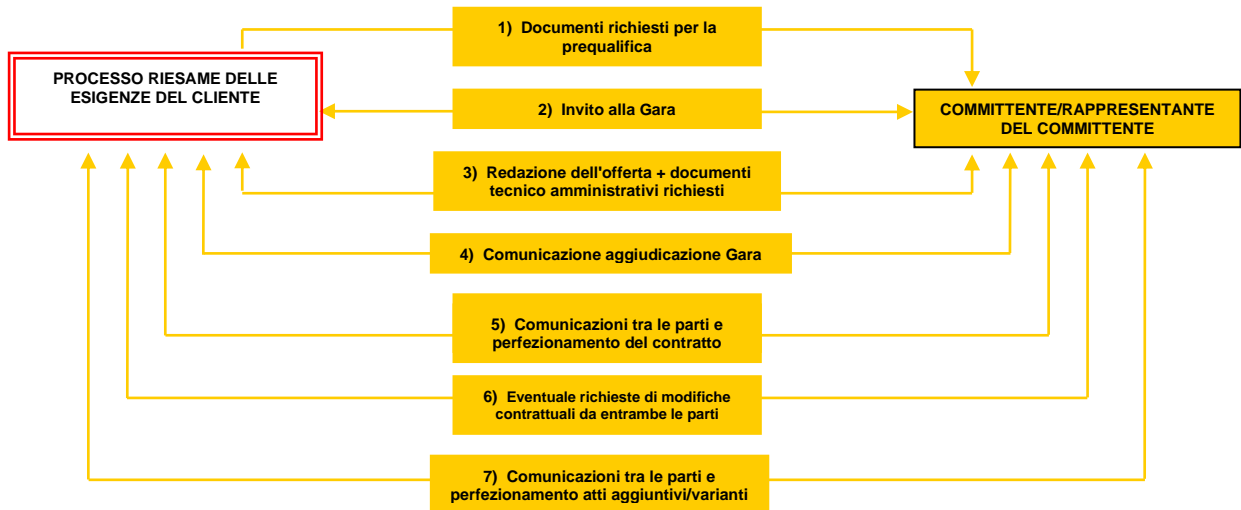 1) Documenti richiesti per la
prequalifica
PROCESSO RIESAME DELLE
ESIGENZE DEL CLIENTE
2) Invito alla Gara
COMMITTENTE/RAPPRESENTANTE
DEL COMMITTENTE
3) Redazione dell'offerta + documenti
tecnico amministrativi richiesti
4) Comunicazione aggiudicazione Gara
5) Comunicazioni tra le parti e
perfezionamento del contratto
6) Eventuale richieste di modifiche
contrattuali da entrambe le parti
7) Comunicazioni tra le parti e
perfezionamento atti aggiuntivi/varianti